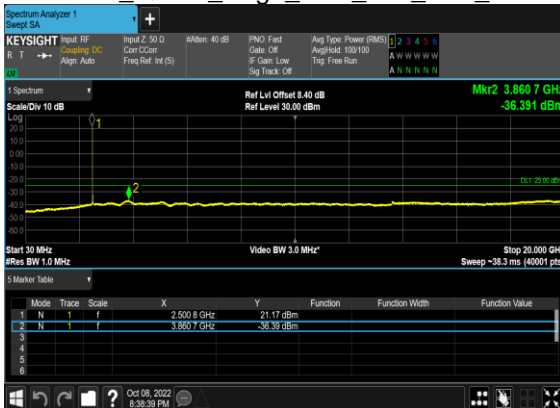 Spectrum Analyzer 1
Swept SA
+
KEYSIGHT Input: RF Input Z: 50 Ω #Atten: 40 dB PNO: Fast Avg Type: Power (RMS) 1 2 3 4 5 6
R T Coupling: DC Corr CCorr Gate: Off Avg|Hold: 100/100 A W W W W W
Align: Auto Freq Ref: Int (S) IF Gain: Low Trig: Free Run
Sig Track: Off A N N N N N
1 Spectrum Ref Lvl Offset 8.40 dB Mkr2 3.860 7 GHz
Scale/Div 10 dB Ref Level 30.00 dBm -36.391 dBm
Log
20.0
10.0
0.00
-10.0
-20.0
-30.0
-40.0
-50.0
-60.0
1
2
DL1 -25.00 dBm
Start 30 MHz Video BW 3.0 MHz* Stop 20.000 GHz
#Res BW 1.0 MHz Sweep ~38.3 ms (40001 pts)
5 Marker Table
Mode Trace Scale X Y Function Function Width Function Value
1 N 1 f 2.500 8 GHz 21.17 dBm
2 N 1 f 3.860 7 GHz -36.39 dBm
3
4
5
6
? Oct 08, 2022
8:38:39 PM